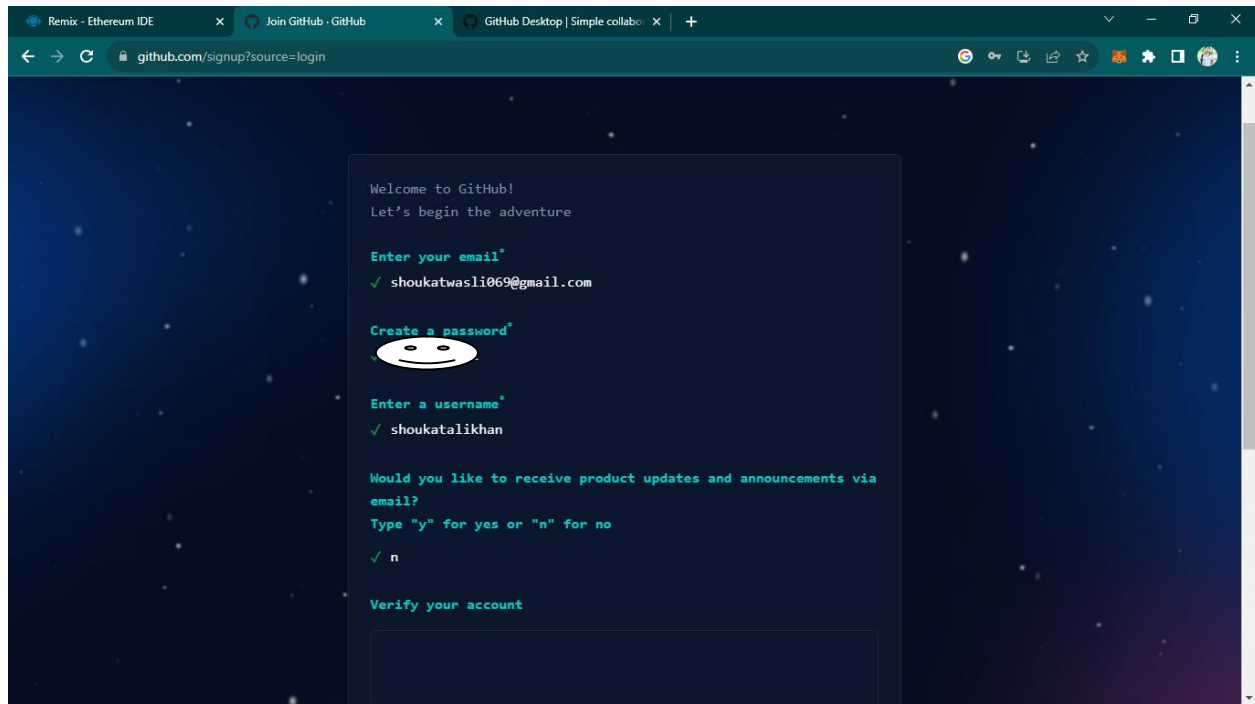 Remix - Ethereum IDE
Join GitHub · GitHub
GitHub Desktop | Simple collabo
github.com/signup?source=login
Welcome to GitHub!
Let's begin the adventure
Enter your email*
✓ shoukatwasli069@gmail.com
Create a password*
Enter a username*
✓ shoukatalikhan
Would you like to receive product updates and announcements via
email?
Type "y" for yes or "n" for no
✓ n
Verify your account